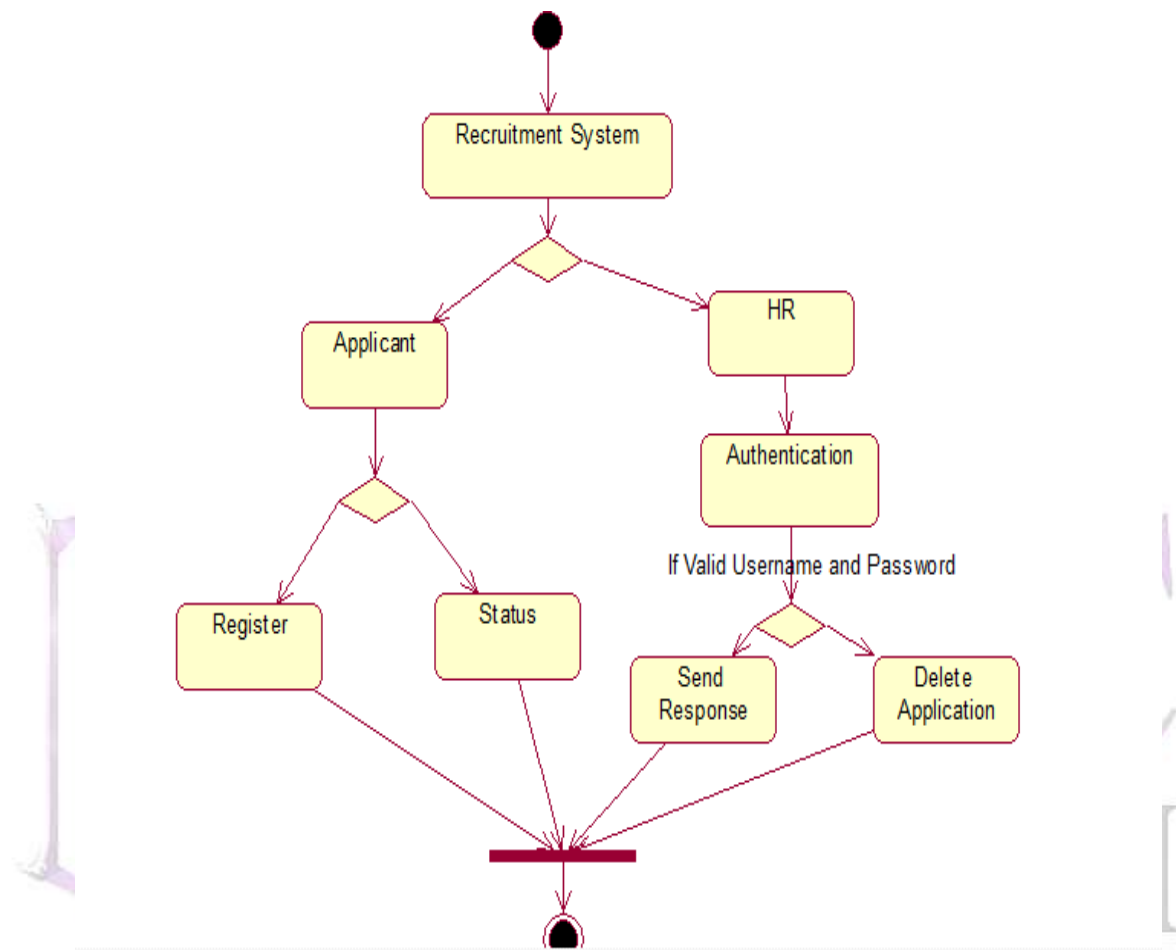 Recruitment System
HR
Applicant
Authentication
If Valid Username and Password
Register
Status
Send
Response
Delete
Application